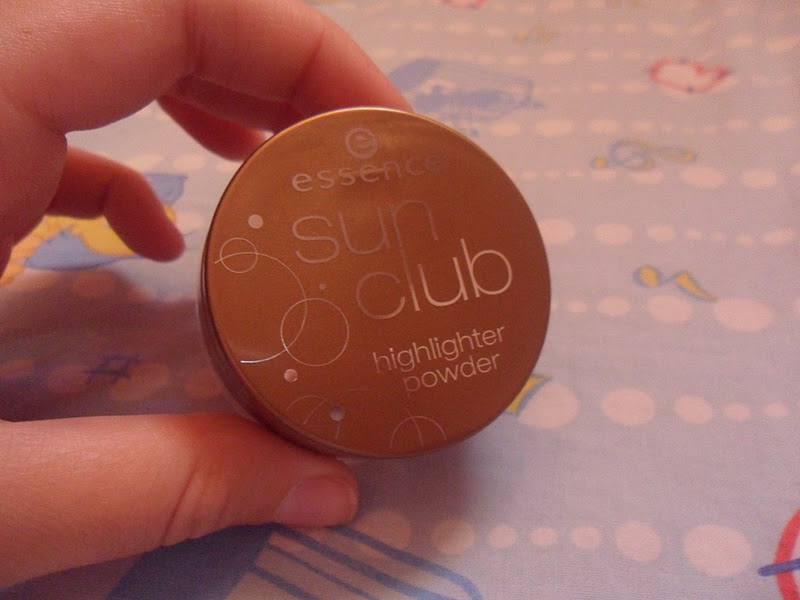 essence
sun
club
highlighter
powder